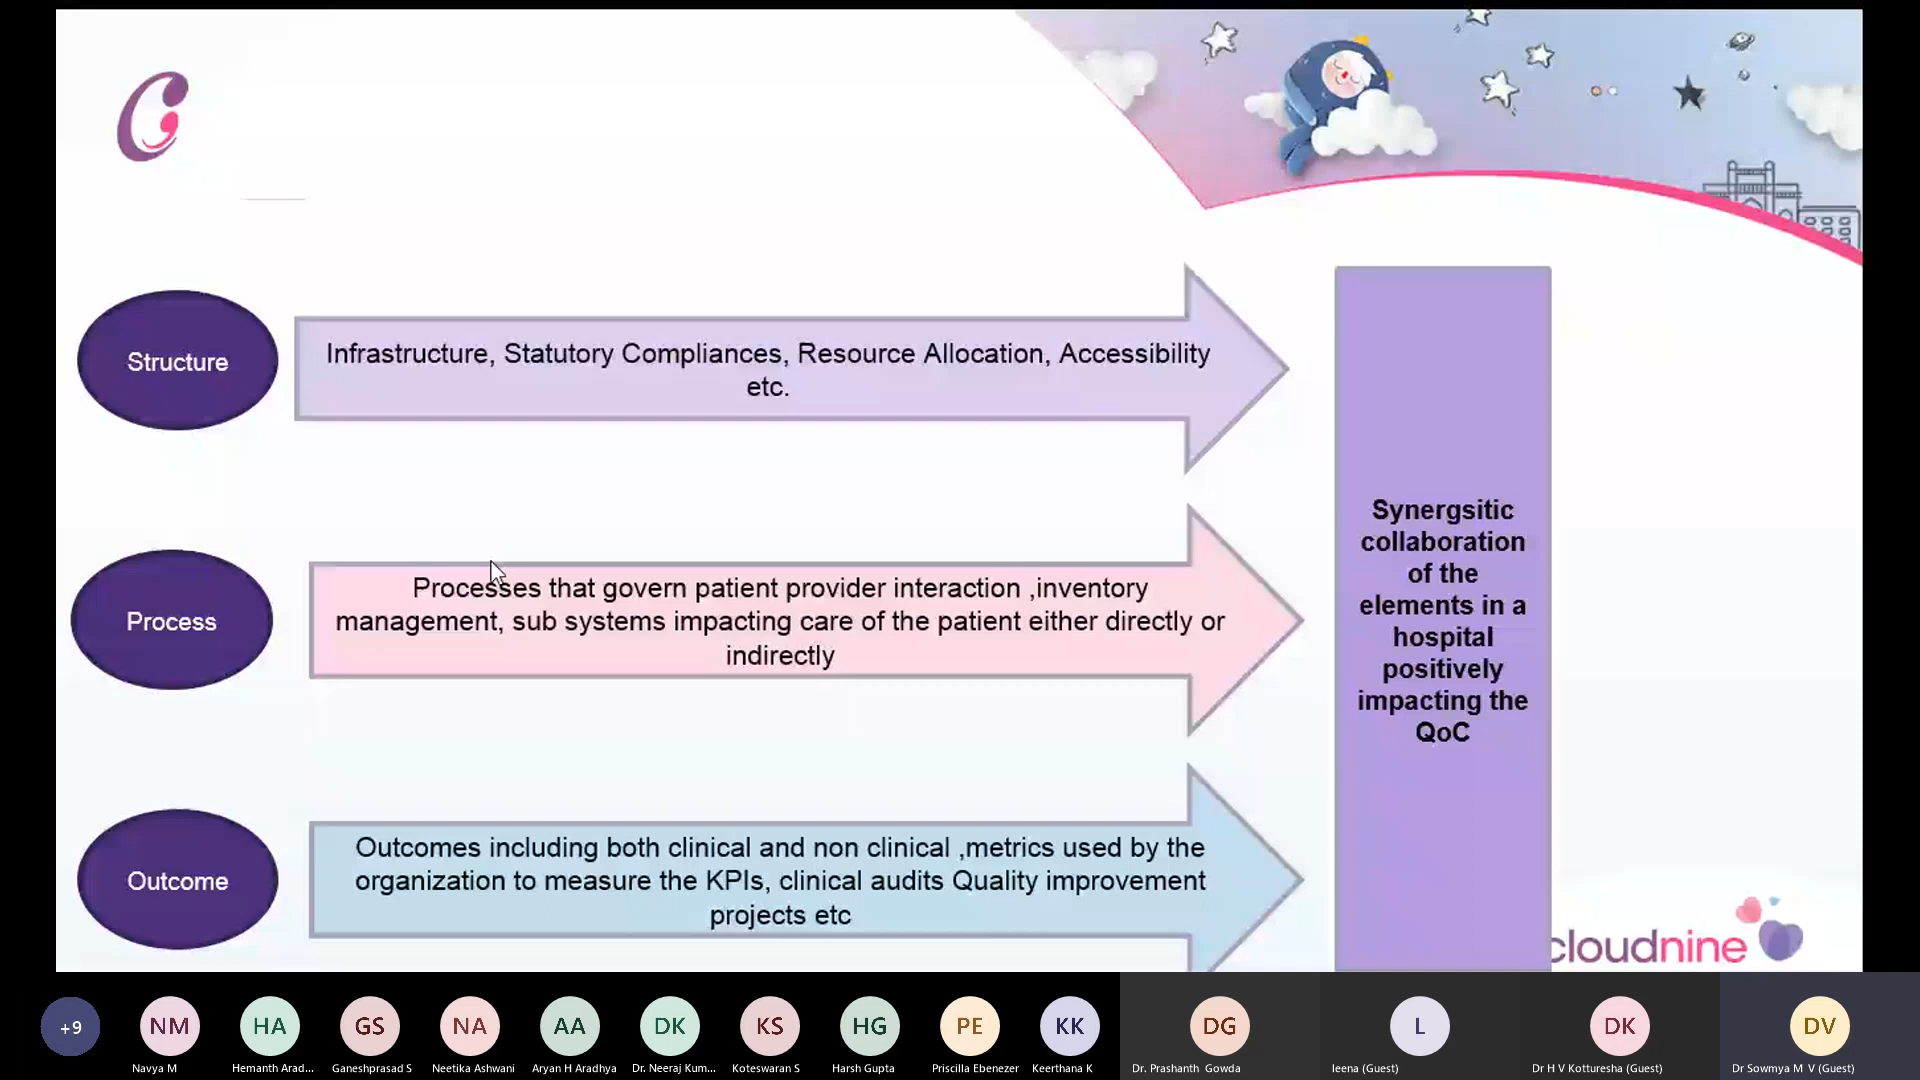 Structure
Infrastructure, Statutory Compliances, Resource Allocation, Accessibility
etc.
Process
Processes that govern patient provider interaction ,inventory
management, sub systems impacting care of the patient either directly or
indirectly
Outcome
Outcomes including both clinical and non clinical ,metrics used by the
organization to measure the KPIs, clinical audits Quality improvement
projects etc
Synergsitic
collaboration
of the
elements in a
hospital
positively
impacting the
QoC
cloudnine
+9
NM
HA
GS
NA
AA
DK
KS
HG
PE
KK
DG
L
DK
DV
Navya M
Hemanth Arad...
Ganeshprasad S
Neetika Ashwani
Aryan H Aradhya
Dr. Neeraj Kum...
Koteswaran S
Harsh Gupta
Priscilla Ebenezer
Keerthana K
Dr. Prashanth Gowda
leena (Guest)
Dr H V Kotturesha (Guest)
Dr Sowmya M V (Guest)